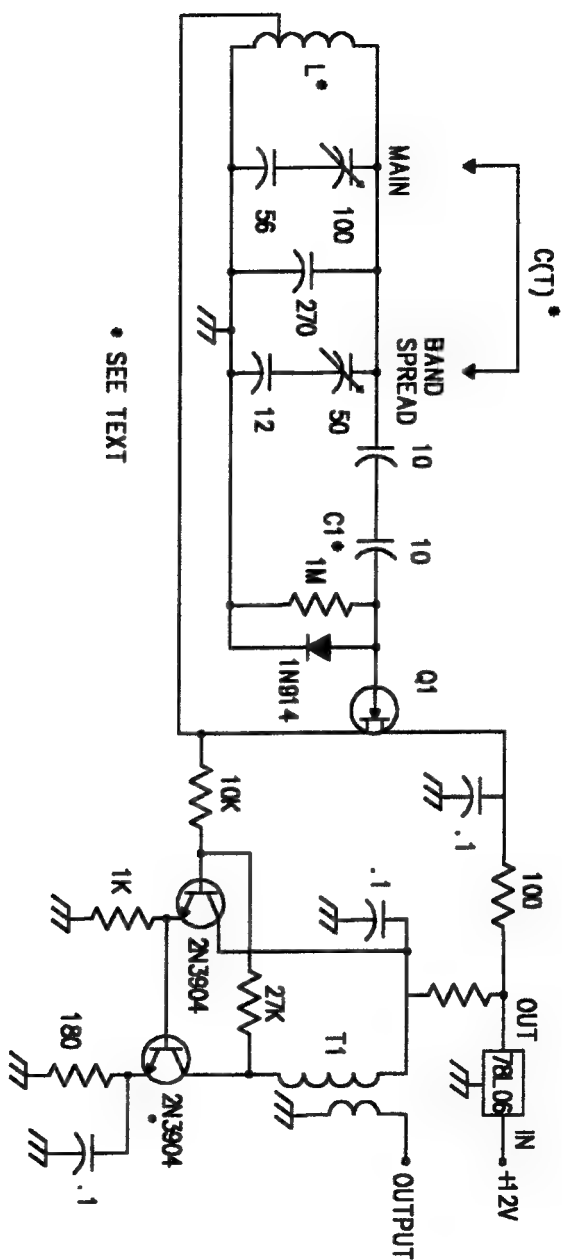 C(T)*
MAIN
BAND
SPREAD
L*
100
56
270
50
12
10
10
C1*
1M
1N914
Q1
* SEE TEXT
.1
100
OUT
78L06
IN
+12V
10K
27K
.1
T1
OUTPUT
1K
2N3904
180
2N3904
*
.1